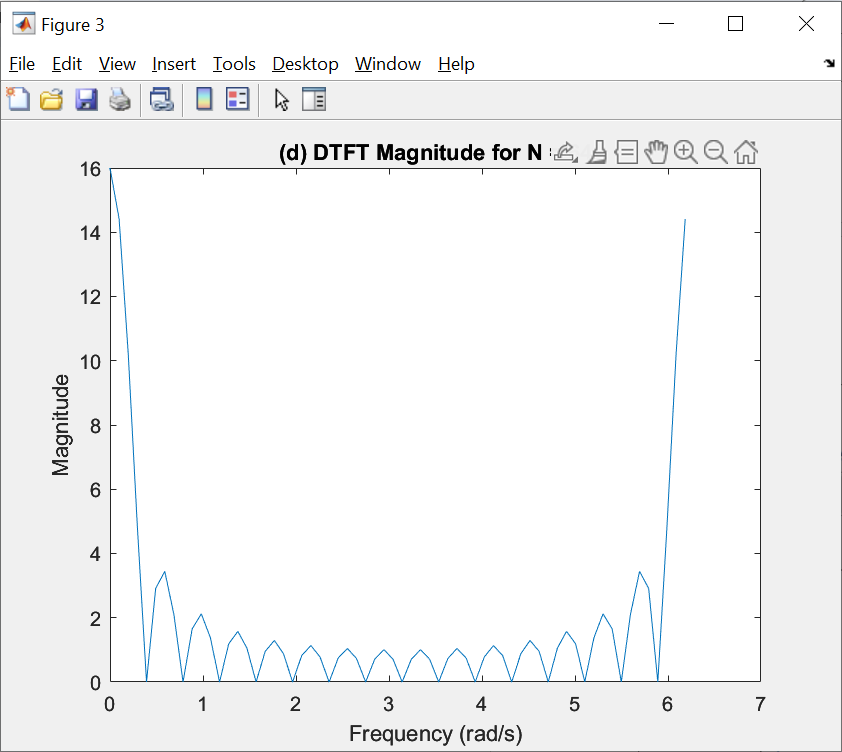 Figure 3
File Edit View Insert Tools Desktop Window Help
(d) DTFT Magnitude for N
16
14
12
10
8
6
4
2
0
Magnitude
0 1 2 3 4 5 6 7
Frequency (rad/s)